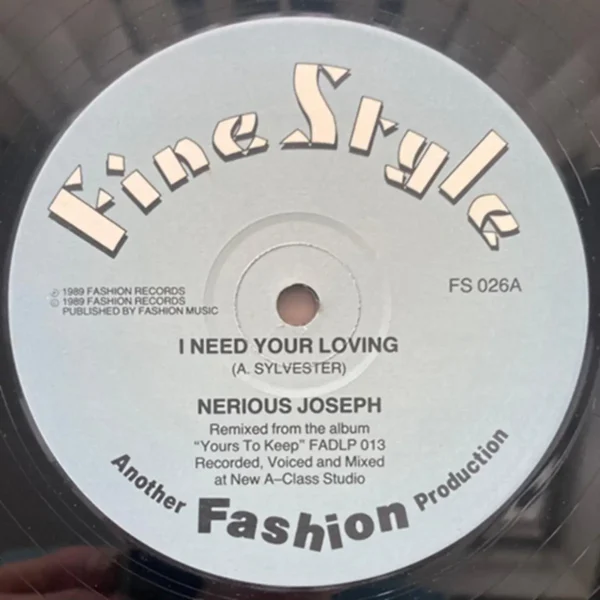 Fine Style
℗ 1989 FASHION RECORDS
© 1989 FASHION RECORDS
PUBLISHED BY FASHION MUSIC
FS 026A
I NEED YOUR LOVING
(A. SYLVESTER)
NERIOUS JOSEPH
Remixed from the album
"Yours To Keep" FADLP 013
Recorded, Voiced and Mixed
at New A–Class Studio
Another Fashion Production